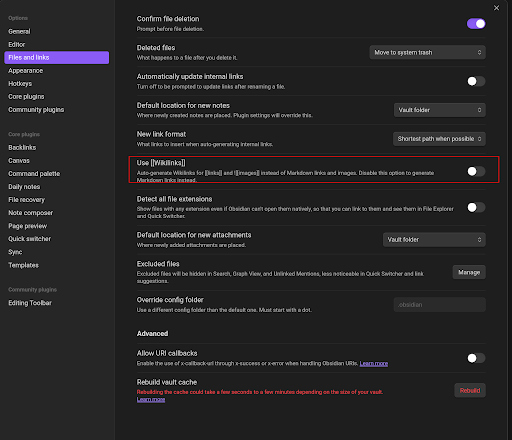 Options
General
Editor
Files and links
Appearance
Hotkeys
Core plugins
Community plugins
Core plugins
Backlinks
Canvas
Command palette
Daily notes
File recovery
Note composer
Page preview
Quick switcher
Sync
Templates
Community plugins
Editing Toolbar
Confirm file deletion
Prompt before file deletion.
Deleted files
What happens to a file after you delete it.
Move to system trash
Automatically update internal links
Turn off to be prompted to update links after renaming a file.
Default location for new notes
Where newly created notes are placed. Plugin settings will override this.
Vault folder
New link format
What links to insert when auto-generating internal links.
Shortest path when possible
Use [[Wikilinks]]
Auto-generate Wikilinks for [[links]] and ![[images]] instead of Markdown links and images. Disable this option to generate
Markdown links instead.
Detect all file extensions
Show files with any extension even if Obsidian can't open them natively, so that you can link to them and see them in File Explorer
and Quick Switcher.
Default location for new attachments
Where newly added attachments are placed.
Vault folder
Excluded files
Excluded files will be hidden in Search, Graph View, and Unlinked Mentions, less noticeable in Quick Switcher and link
suggestions.
Manage
Override config folder
Use a different config folder than the default one. Must start with a dot.
.obsidian
Advanced
Allow URI callbacks
Enable the use of x-callback-url through x-success or x-error when handling Obsidian URIs. Learn more
Rebuild vault cache
Rebuilding the cache could take a few seconds to a few minutes depending on the size of your vault.
Learn more
Rebuild